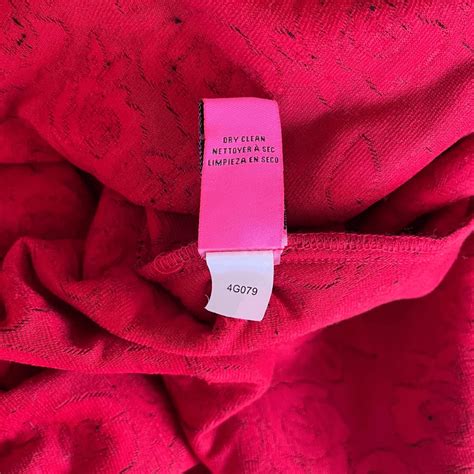 DRY CLEAN
NETTOYER À SEC
LIMPIEZA EN SECO
4G079